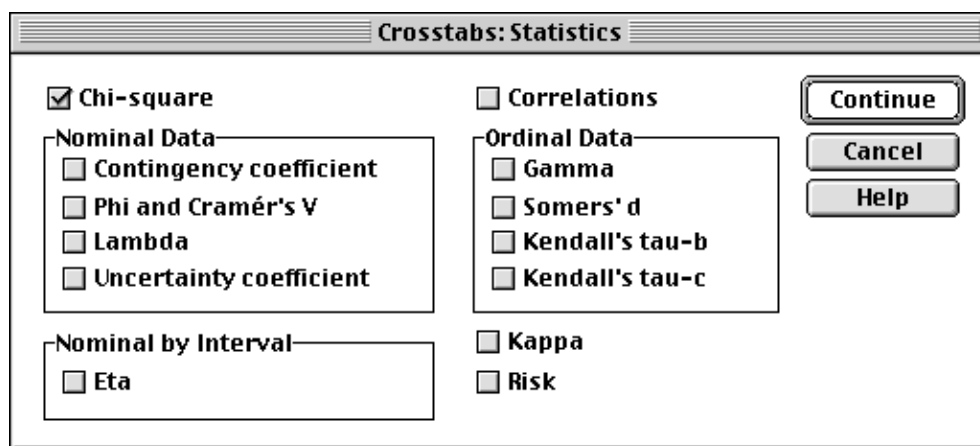 Crosstabs: Statistics
Chi-square
Correlations
Continue
Cancel
Help
Nominal Data
Contingency coefficient
Phi and Cramér's V
Lambda
Uncertainty coefficient
Ordinal Data
Gamma
Somers' d
Kendall's tau-b
Kendall's tau-c
Nominal by Interval
Eta
Kappa
Risk